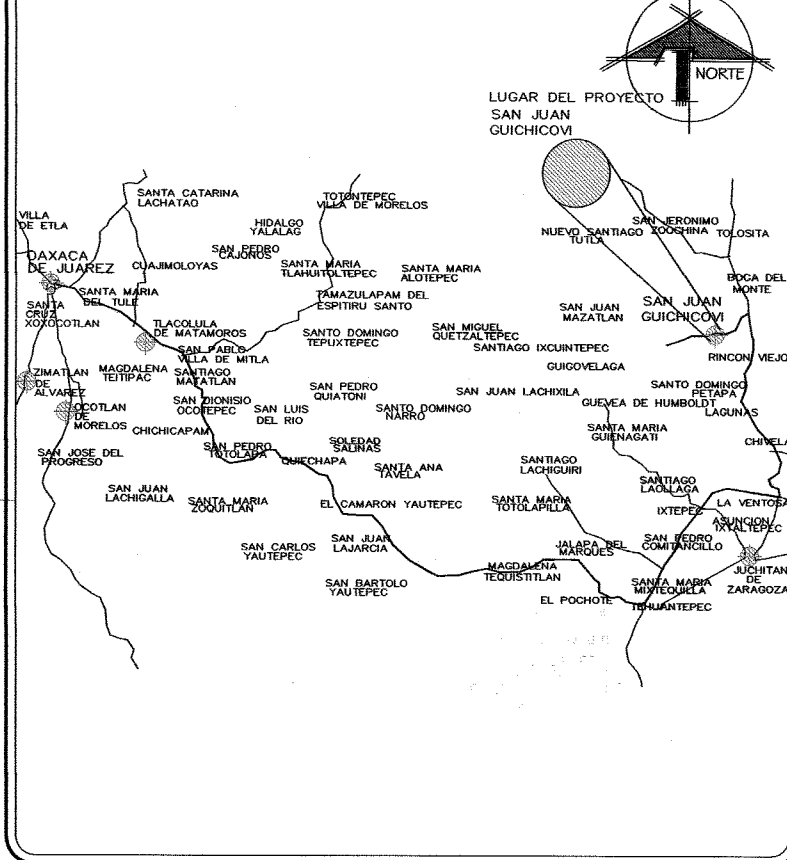 NORTE
LUGAR DEL PROYECTO
SAN JUAN
GUICHICOVI
SANTA CATARINA
LACHATAO
TOTONTEPEC
VILLA DE MORELOS
VILLA
DE ETLA
HIDALGO
YALALAG
SAN JERONIMO
ZOOCHINA
NUEVO SANTIAGO
TUTLA
TOLOSITA
SAN PEDRO
CAJONOS
OAXACA
DE JUAREZ
CUAJIMOLOYAS
SANTA MARIA
TLAHUITOLTEPEC
SANTA MARIA
ALOTEPEC
BOCA DEL
MONTE
SANTA MARIA
DEL TULE
TAMAZULAPAM DEL
ESPITIRU SANTO
SANTA
CRUZ
XOXOCOTLAN
SAN JUAN
MAZATLAN
SAN JUAN
GUICHICOVI
TLACOLULA
DE MATAMOROS
SANTO DOMINGO
TEPUXTEPEC
SAN MIGUEL
QUETZALTEPEC
SANTIAGO IXCUINTEPEC
SAN PABLO
VILLA DE MITLA
RINCON VIEJO
ZIMATLAN
DE
ALVAREZ
MAGDALENA
TEITIPAC
SANTIAGO
MATATLAN
GUIGOVELAGA
SAN PEDRO
QUIATONI
SAN JUAN LACHIXILA
SANTO DOMINGO
PETAPA
OCOTLAN
DE
MORELOS
SAN DIONISIO
OCOTEPEC
SAN LUIS
DEL RIO
SANTO DOMINGO
NARRO
GUEVEA DE HUMBOLDT
LAGUNAS
CHICHICAPAM
SANTA MARIA
GUIENAGATI
SAN JOSE DEL
PROGRESO
SAN PEDRO
TOTOLAPA
SOLEDAD
SALINAS
CHIVELA
QUIECHAPA
SANTA ANA
TAVELA
SANTIAGO
LACHIGUIRI
SAN JUAN
LACHIGALLA
SANTA MARIA
ZOQUITLAN
EL CAMARON YAUTEPEC
SANTA MARIA
TOTOLAPILLA
SANTIAGO
LAOLLAGA
IXTEPEC
LA VENTOSA
ASUNCION
IXTALTEPEC
SAN CARLOS
YAUTEPEC
SAN JUAN
LAJARCIA
JALAPA DEL
MARQUES
SAN PEDRO
COMITANCILLO
SAN BARTOLO
YAUTEPEC
MAGDALENA
TEQUISTITLAN
SANTA MARIA
MIXTEQUILLA
JUCHITAN
DE
ZARAGOZA
EL POCHOTE
TEHUANTEPEC